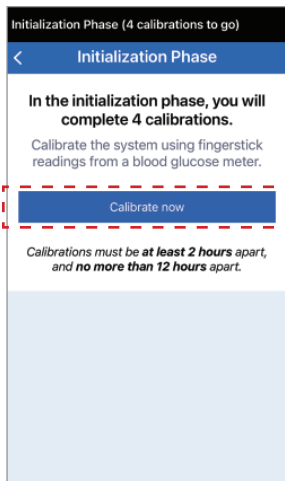 Initialization Phase (4 calibrations to go)
Initialization Phase
In the initialization phase, you will
complete 4 calibrations.
Calibrate the system using fingerstick
readings from a blood glucose meter.
Calibrate now
Calibrations must be at least 2 hours apart,
and no more than 12 hours apart.